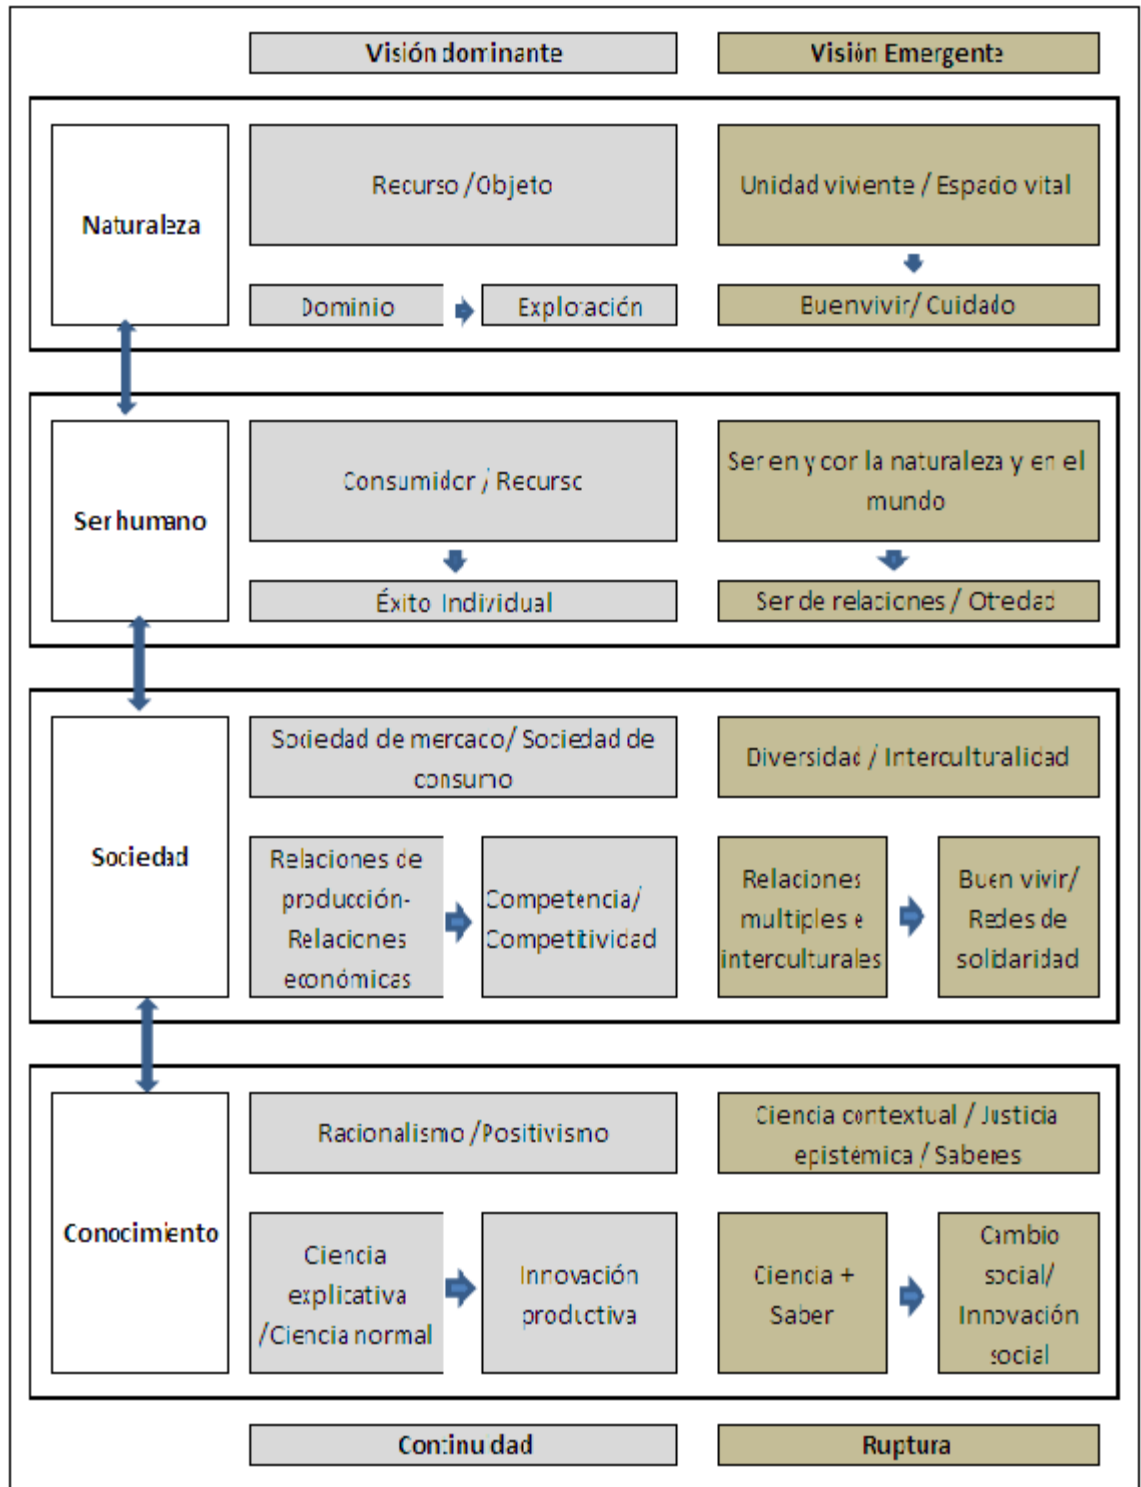 Visión dominante
Visión Emergente
Naturaleza
Recurso /Objeto
Unidad viviente / Espacio vital
Dominio
Explotación
Buen vivir/ Cuidado
Ser humano
Consumidor / Recurso
Ser en y con la naturaleza y en el
mundo
Éxito Individual
Ser de relaciones / Otredad
Sociedad
Sociedad de mercado/ Sociedad de
consumo
Diversidad / Interculturalidad
Relaciones de
producción-
Relaciones
económicas
Competencia/
Competitividad
Relaciones
multiples e
interculturales
Buen vivir/
Redes de
solidaridad
Conocimiento
Racionalismo /Positivismo
Ciencia contextual / Justicia
epistémica / Saberes
Ciencia
explicativa
/Ciencia normal
Innovación
productiva
Ciencia +
Saber
Cambio
social/
Innovación
social
Continuidad
Ruptura